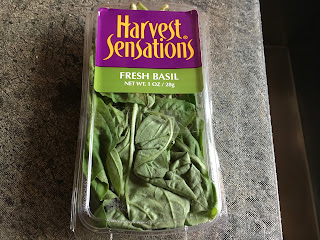 Harvest
Sensations®
FRESH BASIL
NET WT. 1 OZ / 28g